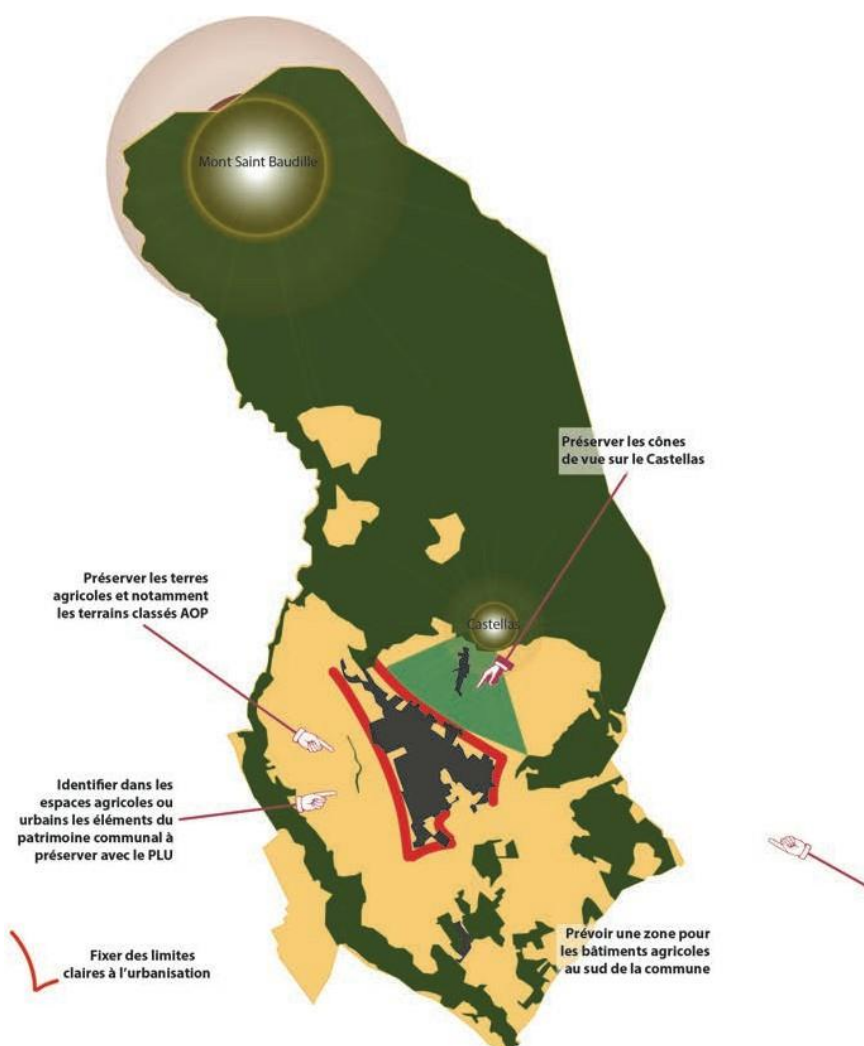 Mont Saint Baudille
Préserver les cônes
de vue sur le Castellas
Préserver les terres
agricoles et notamment
les terrains classés AOP
Castellas
Identifier dans les
espaces agricoles ou
urbains les éléments du
patrimoine communal à
préserver avec le PLU
Fixer des limites
claires à l'urbanisation
Prévoir une zone pour
les bâtiments agricoles
au sud de la commune